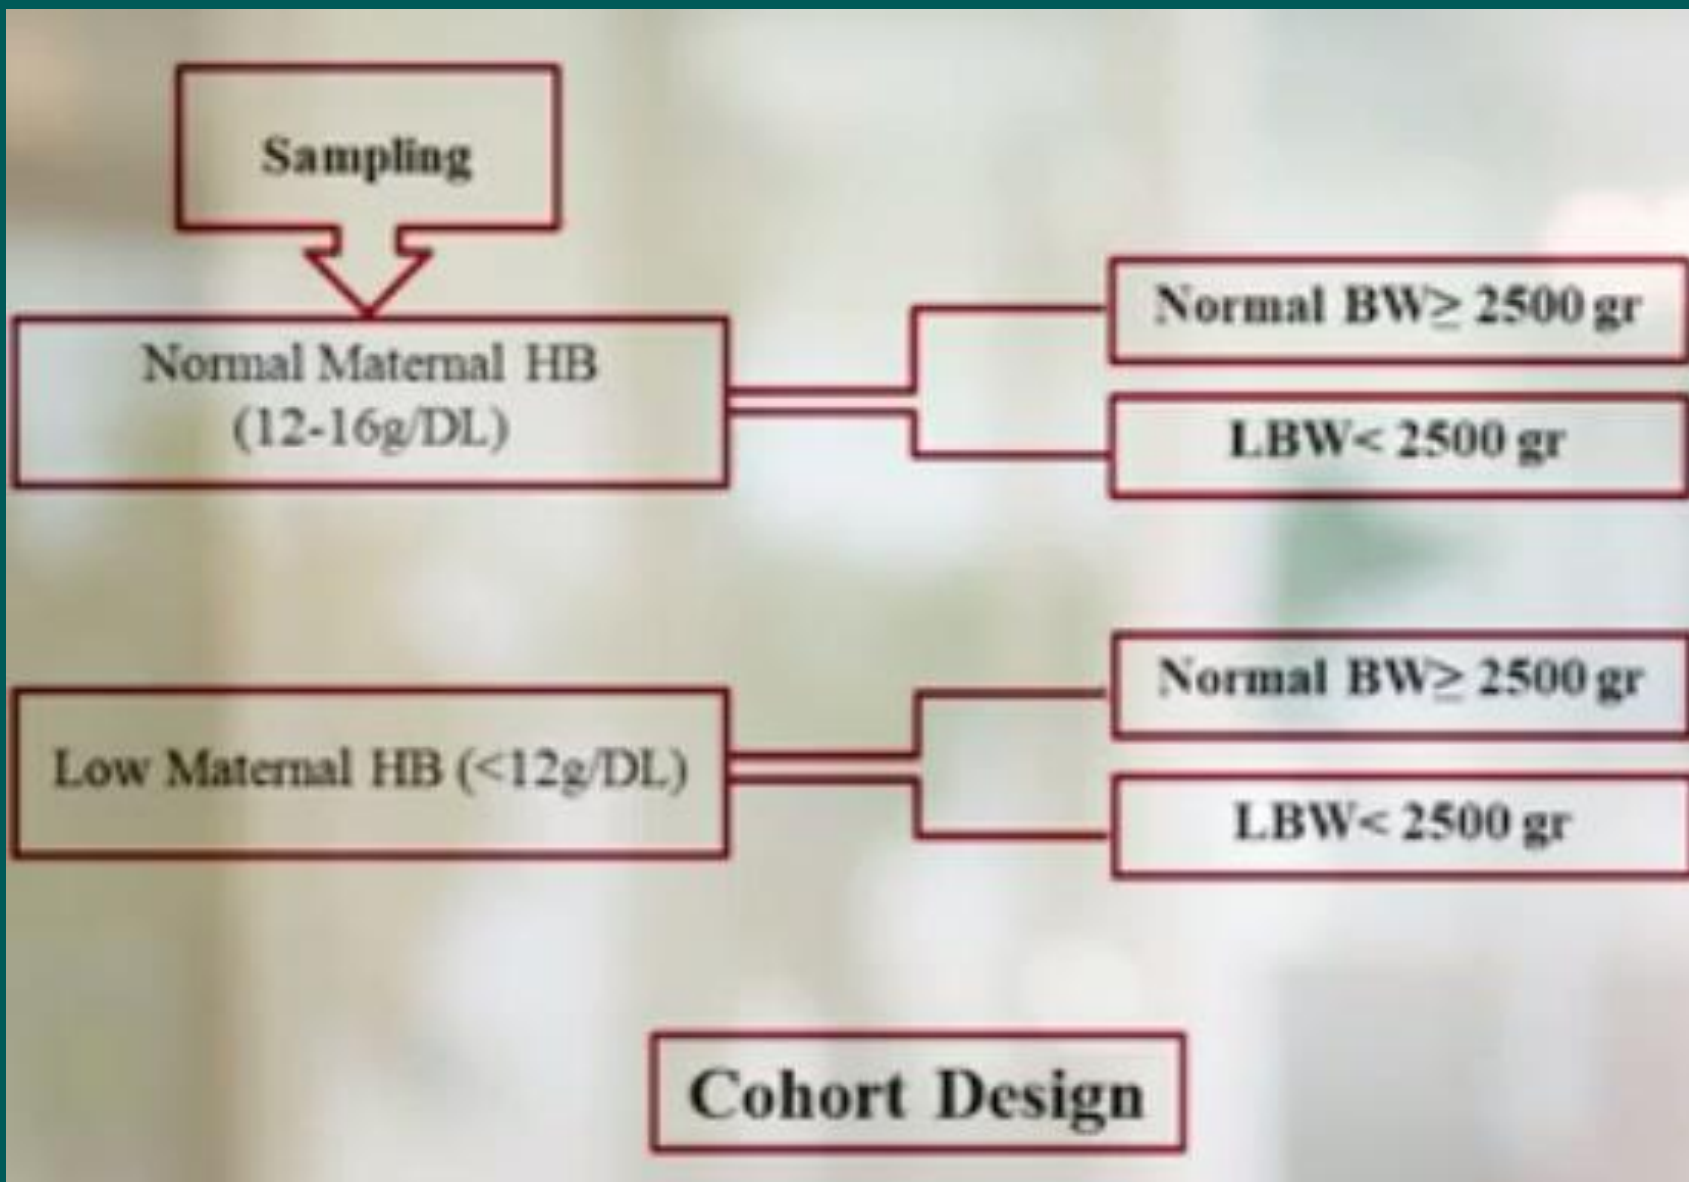 Sampling
Normal Maternal HB
(12-16g/DL)
Normal BW≥ 2500 gr
LBW< 2500 gr
Low Maternal HB (<12g/DL)
Normal BW≥ 2500 gr
LBW< 2500 gr
Cohort Design